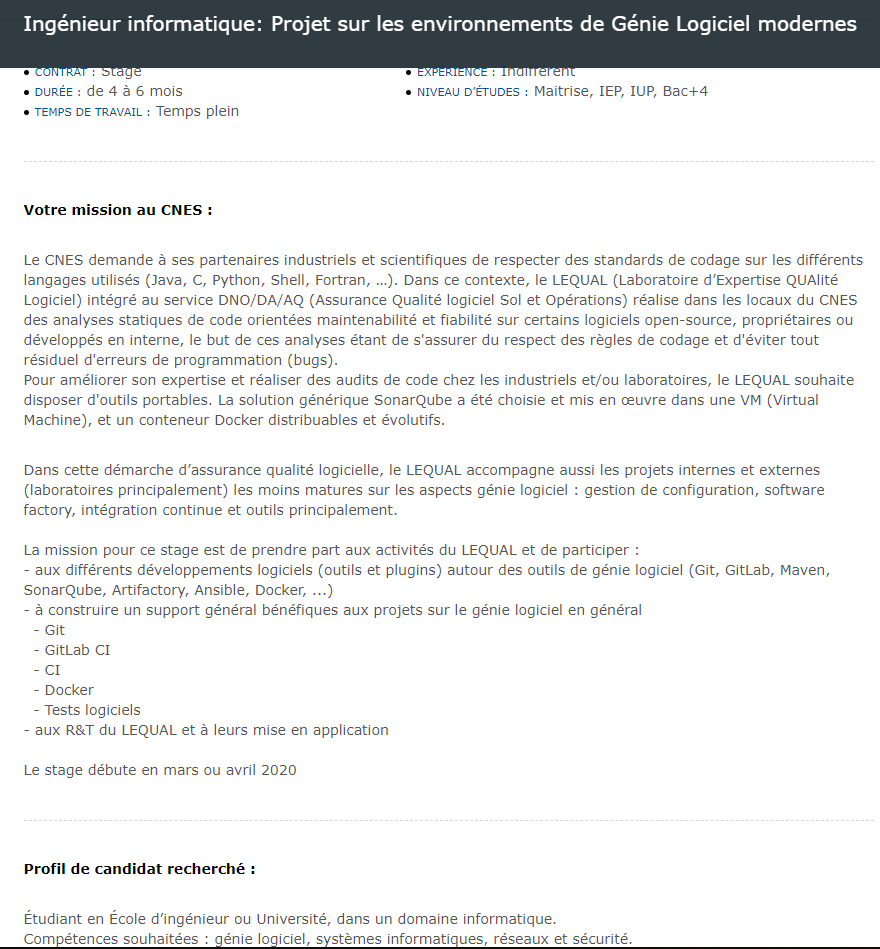 Ingénieur informatique: Projet sur les environnements de Génie Logiciel modernes
• CONTRAT : Stage
• EXPÉRIENCE : Indifférent
• DURÉE : de 4 à 6 mois
• NIVEAU D'ÉTUDES : Maitrise, IEP, IUP, Bac+4
• TEMPS DE TRAVAIL : Temps plein
Votre mission au CNES :
Le CNES demande à ses partenaires industriels et scientifiques de respecter des standards de codage sur les différents
langages utilisés (Java, C, Python, Shell, Fortran, …). Dans ce contexte, le LEQUAL (Laboratoire d’Expertise QUAlité
Logiciel) intégré au service DNO/DA/AQ (Assurance Qualité logiciel Sol et Opérations) réalise dans les locaux du CNES
des analyses statiques de code orientées maintenabilité et fiabilité sur certains logiciels open-source, propriétaires ou
développés en interne, le but de ces analyses étant de s'assurer du respect des règles de codage et d'éviter tout
résiduel d'erreurs de programmation (bugs).
Pour améliorer son expertise et réaliser des audits de code chez les industriels et/ou laboratoires, le LEQUAL souhaite
disposer d'outils portables. La solution générique SonarQube a été choisie et mis en œuvre dans une VM (Virtual
Machine), et un conteneur Docker distribuables et évolutifs.
Dans cette démarche d’assurance qualité logicielle, le LEQUAL accompagne aussi les projets internes et externes
(laboratoires principalement) les moins matures sur les aspects génie logiciel : gestion de configuration, software
factory, intégration continue et outils principalement.
La mission pour ce stage est de prendre part aux activités du LEQUAL et de participer :
- aux différents développements logiciels (outils et plugins) autour des outils de génie logiciel (Git, GitLab, Maven,
SonarQube, Artifactory, Ansible, Docker, ...)
- à construire un support général bénéfiques aux projets sur le génie logiciel en général
- Git
- GitLab CI
- CI
- Docker
- Tests logiciels
- aux R&T du LEQUAL et à leurs mise en application
Le stage débute en mars ou avril 2020
Profil de candidat recherché :
Étudiant en École d’ingénieur ou Université, dans un domaine informatique.
Compétences souhaitées : génie logiciel, systèmes informatiques, réseaux et sécurité.